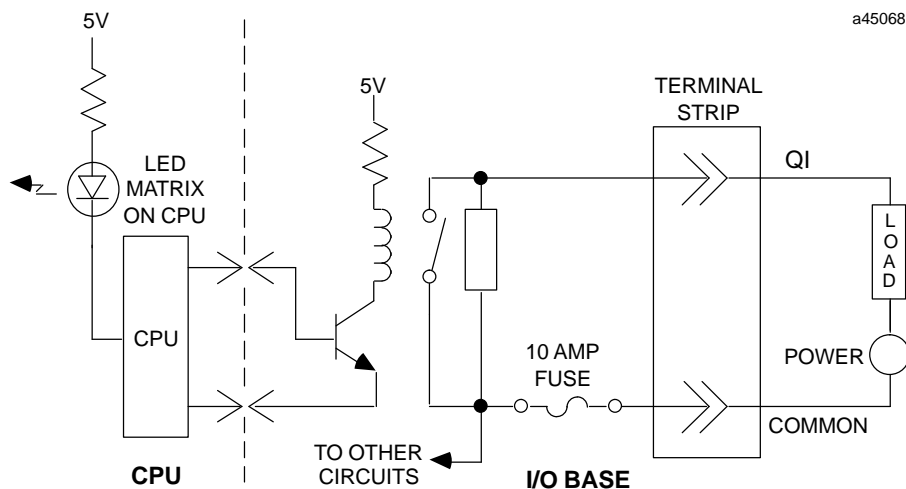 a45068
5V
5V
TERMINAL
STRIP
LED
MATRIX
ON CPU
QI
LOAD
CPU
10 AMP
FUSE
POWER
COMMON
TO OTHER
CIRCUITS
CPU
I/O BASE